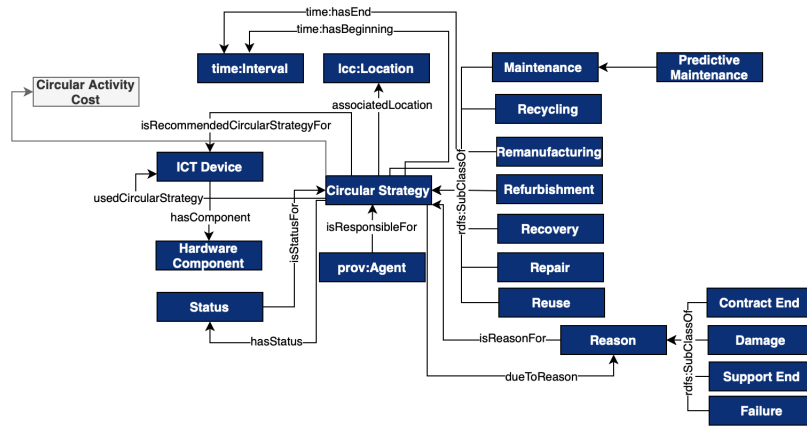 time:hasEnd
time:hasBeginning
time:Interval
lcc:Location
Maintenance
Predictive
Maintenance
Circular Activity
Cost
associatedLocation
Recycling
isRecommendedCircularStrategyFor
ICT Device
Remanufacturing
rdfs:SubClassOf
usedCircularStrategy
Circular Strategy
Refurbishment
hasComponent
isStatusFor
isResponsibleFor
Recovery
Hardware
Component
prov:Agent
Repair
Status
Reuse
Contract End
hasStatus
isReasonFor
Reason
rdfs:SubClassOf
Damage
dueToReason
Support End
Failure